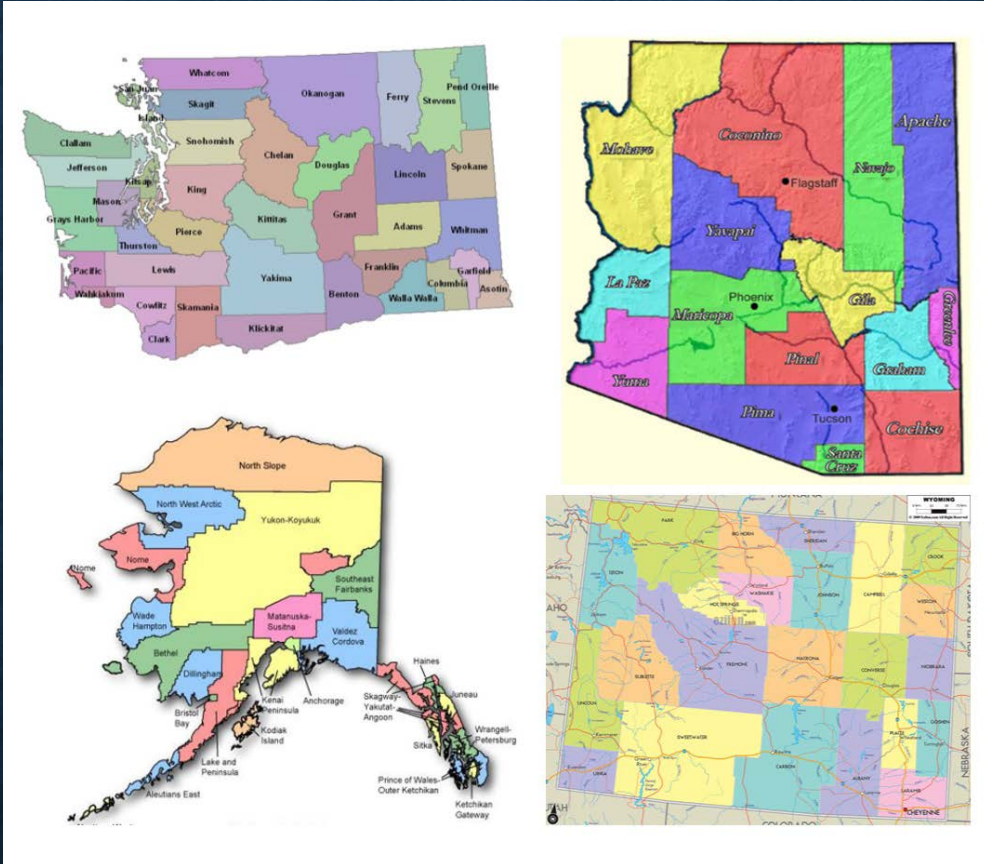 Whatcom
San Juan
Island
Skagit
Okanogan
Ferry
Stevens
Pend Oreille
Clallam
Snohomish
Chelan
Douglas
Jefferson
Kitsap
King
Lincoln
Spokane
Mason
Grays Harbor
Kittitas
Grant
Pierce
Adams
Whitman
Thurston
Pacific
Lewis
Yakima
Franklin
Garfield
Wahkiakum
Cowlitz
Skamania
Benton
Walla Walla
Columbia
Asotin
Klickitat
Clark
Mohave
Coconino
Navajo
Apache
Flagstaff
Yavapai
La Paz
Phoenix
Maricopa
Gila
Greenlee
Yuma
Pinal
Graham
Pima
Tucson
Cochise
Santa
Cruz
North Slope
North West Arctic
Yukon-Koyukuk
Nome
Nome
Southeast
Fairbanks
Wade
Hampton
Matanuska-
Susitna
Valdez
Cordova
Bethel
Dillingham
Haines
Kenai
Peninsula
Anchorage
Skagway-
Yakutat-
Angoon
Juneau
Bristol
Bay
Kodiak
Island
Sitka
Wrangell-
Petersburg
Lake and
Peninsula
Prince of Wales-
Outer Ketchikan
Aleutians East
Ketchikan
Gateway
MONTANA
WYOMING
PARK
BIG HORN
SHERIDAN
CROOK
TETON
WASHAKIE
JOHNSON
CAMPBELL
WESTON
HOT SPRINGS
AHO
SUBLETTE
FREMONT
NATRONA
CONVERSE
NIOBRARA
LINCOLN
GOSHEN
SWEETWATER
PLATTE
NEBRASKA
UINTA
CARBON
ALBANY
LARAMIE
CHEYENNE
UTAH
COLORADO